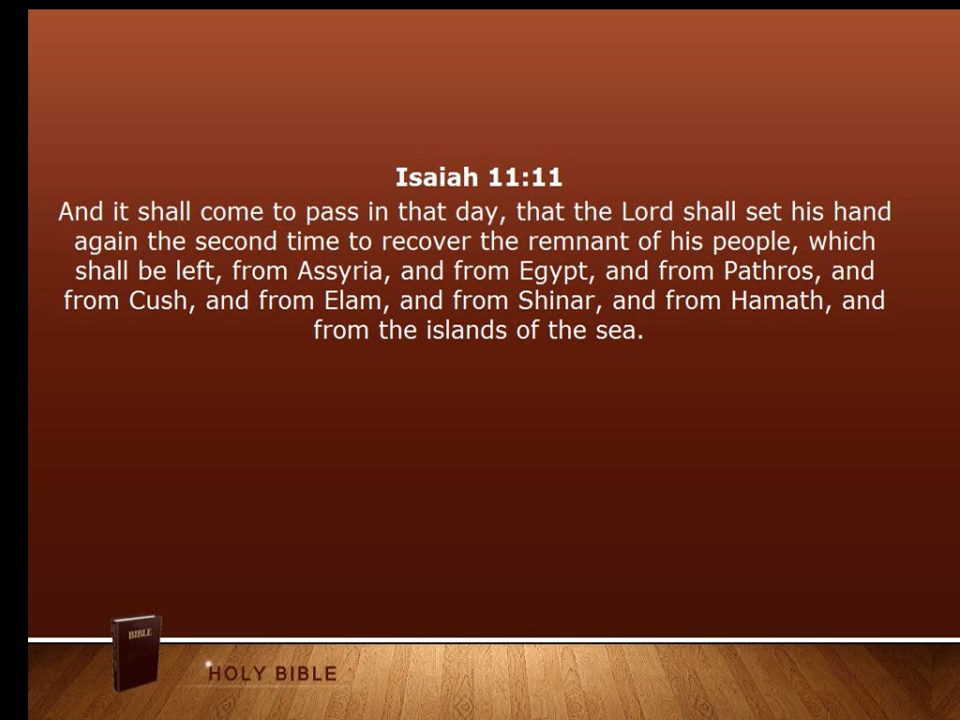 Isaiah 11:11
And it shall come to pass in that day, that the Lord shall set his hand
again the second time to recover the remnant of his people, which
shall be left, from Assyria, and from Egypt, and from Pathros, and
from Cush, and from Elam, and from Shinar, and from Hamath, and
from the islands of the sea.
BIBLE
HOLY BIBLE